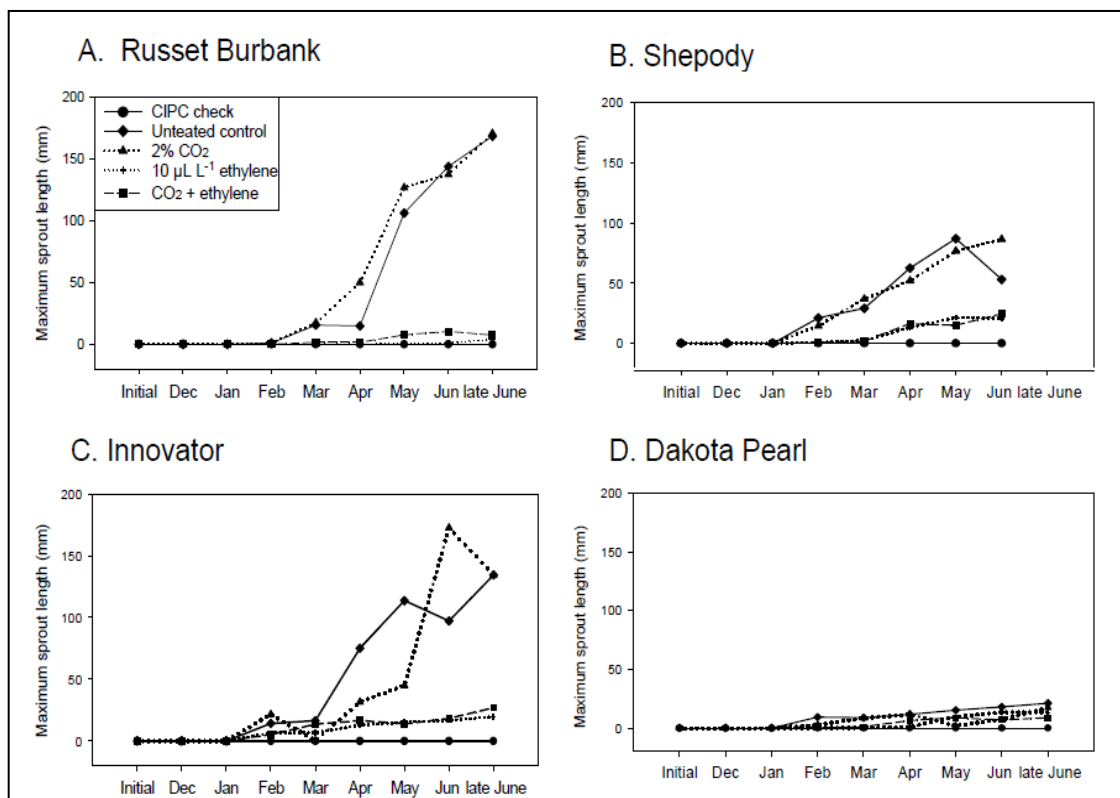 A. Russet Burbank
Maximum sprout length (mm)
200
150
100
50
0
CIPC check
Unteated control
2% CO₂
10 µL L⁻¹ ethylene
CO₂ + ethylene
Initial Dec Jan Feb Mar Apr May Jun late June
B. Shepody
Maximum sprout length (mm)
200
150
100
50
0
Initial Dec Jan Feb Mar Apr May Jun late June
C. Innovator
Maximum sprout length (mm)
200
150
100
50
0
Initial Dec Jan Feb Mar Apr May Jun late June
D. Dakota Pearl
Maximum sprout length (mm)
200
150
100
50
0
Initial Dec Jan Feb Mar Apr May Jun late June